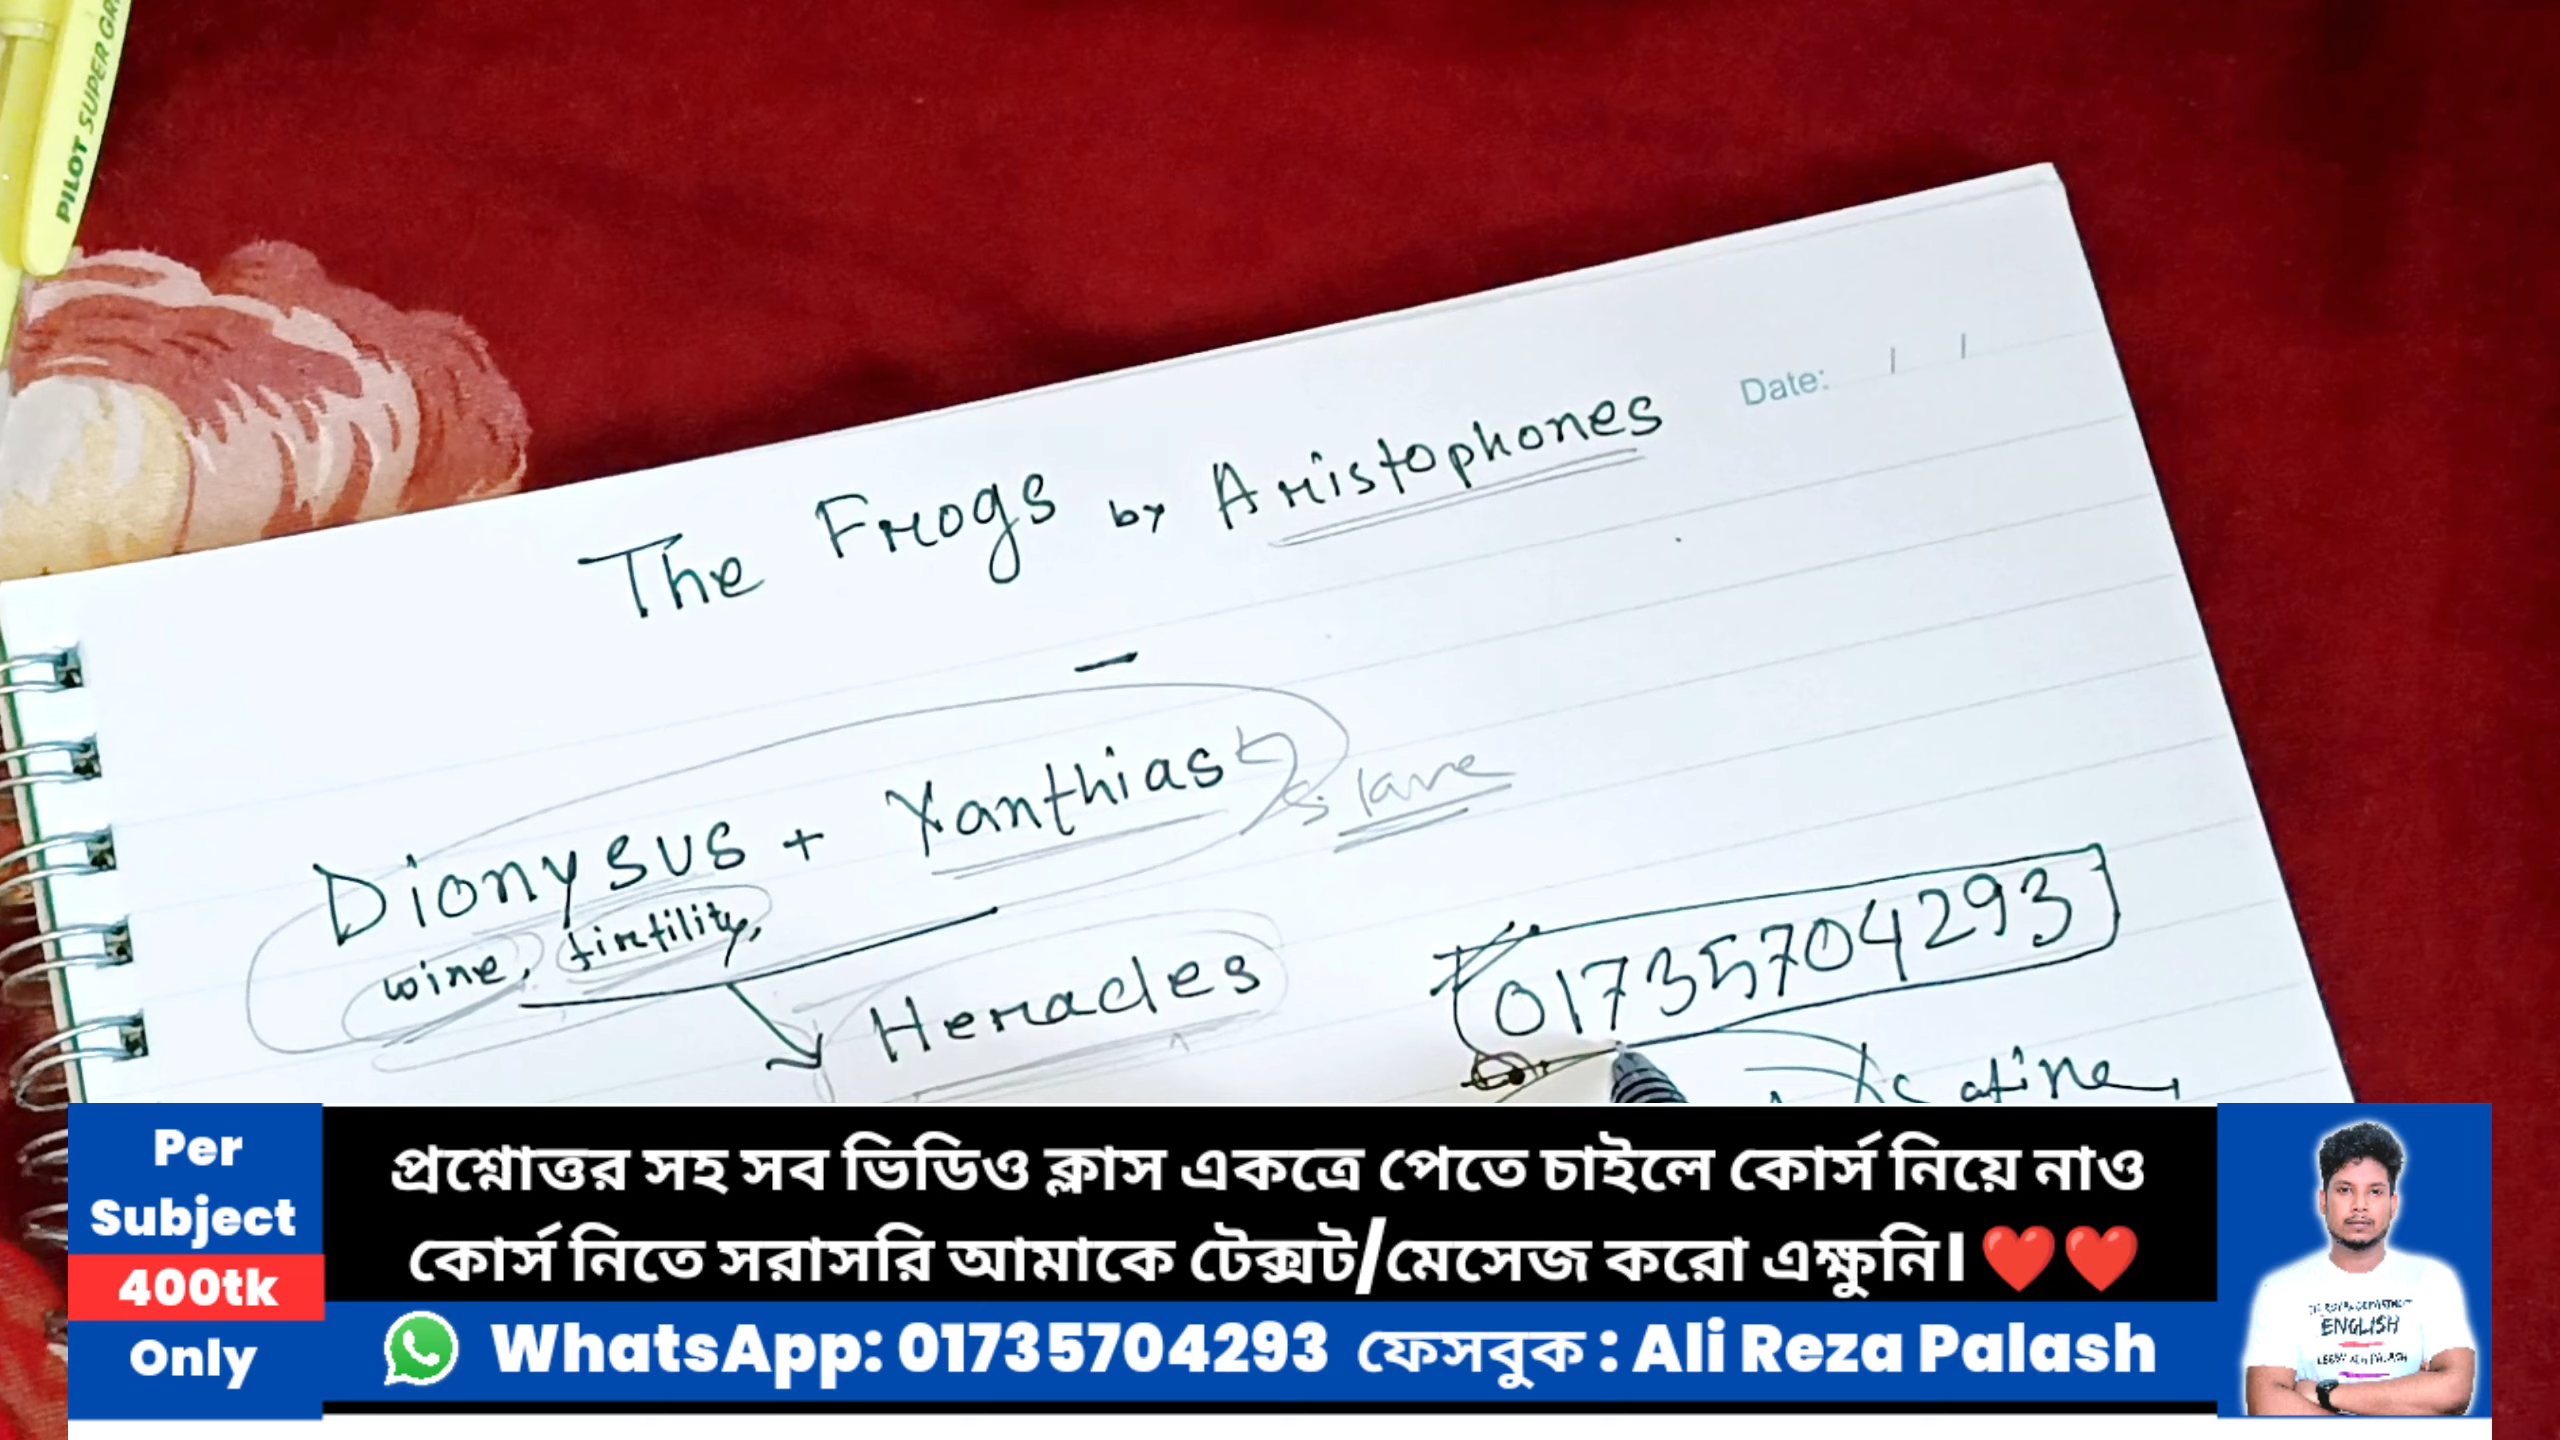 PILOT SUPER GR
Date: / /
The Frogs by Aristophones
Dionysus + Xanthias
slave
wine, firtility,
Heracles
01735704293
Per
Subject
400tk
Only
প্রশ্নোত্তর সহ সব ভিডিও ক্লাস একত্রে পেতে চাইলে কোর্স নিয়ে নাও
কোর্স নিতে সরাসরি আমাকে টেক্সট/মেসেজ করো এক্ষুনি। ❤️❤️
WhatsApp: 01735704293 ফেসবুক : Ali Reza Palash
ENGLISH